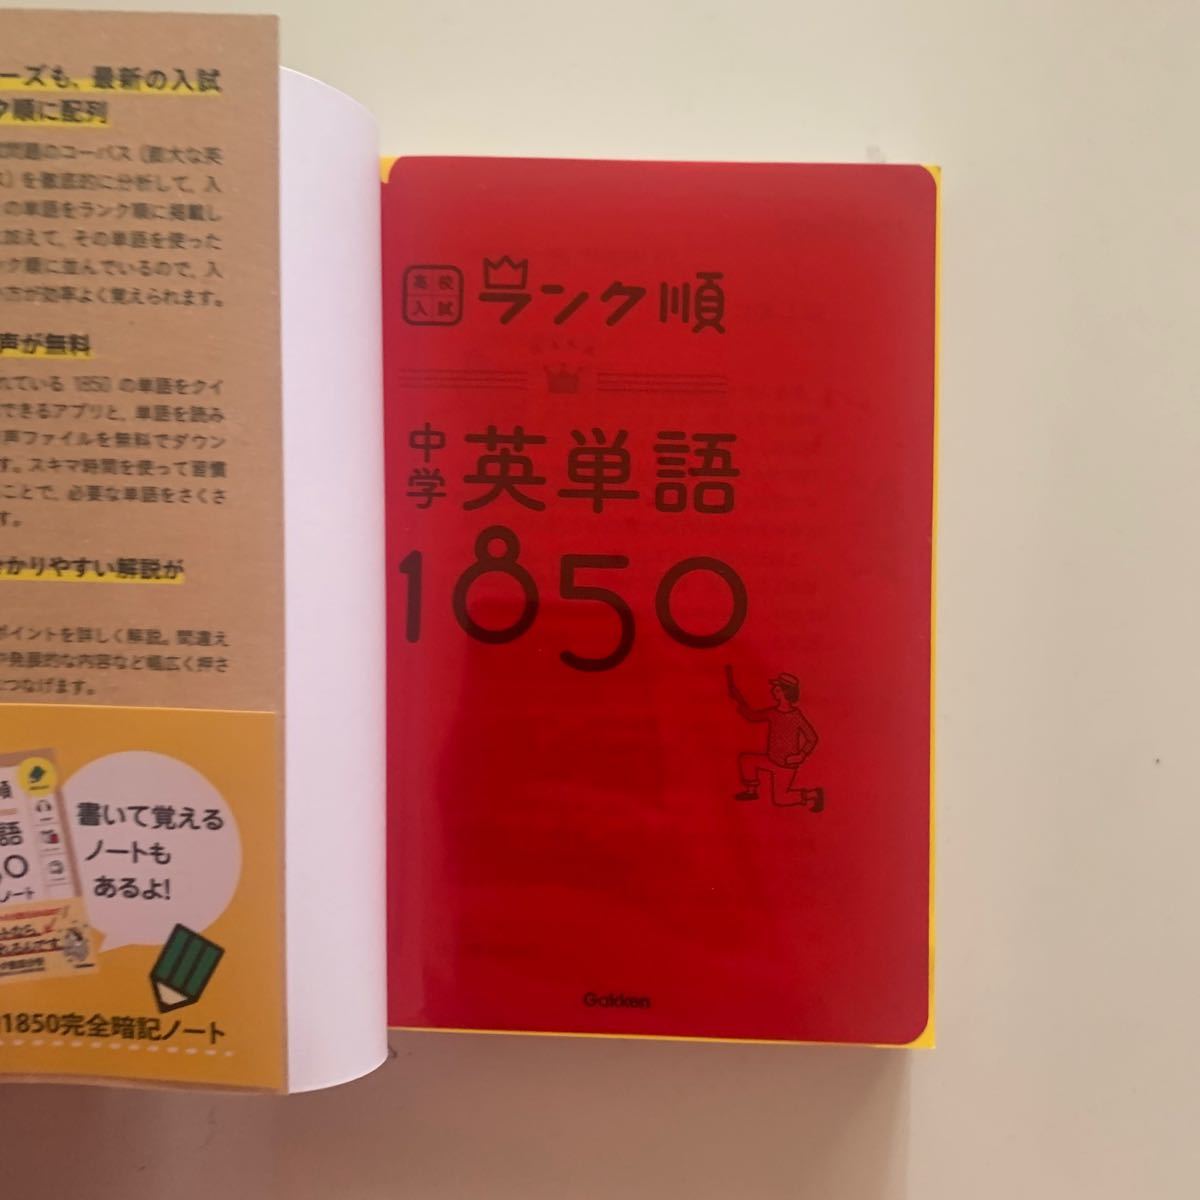 ーズも、最新の入試
ク順に配列
問題のコーパス（膨大な英
）を徹底的に分析して、入
の単語をランク順に掲載し
加えて、その単語を使った
ク順に並んでいるので、入
方が効率よく覚えられます。
声が無料
れている1850の単語をクイ
できるアプリと、単語を読み
声ファイルを無料でダウン
す。スキマ時間を使って習慣
ことで、必要な単語をさくさ
す。
かりやすい解説が
ポイントを詳しく解説。間違え
や発展的な内容など幅広く押さ
につなげます。
書いて覚える
ノートも
あるよ!
語
ノート
1850完全暗記ノート
高校
入試
ランク順
中学
英単語
1850
Gakken